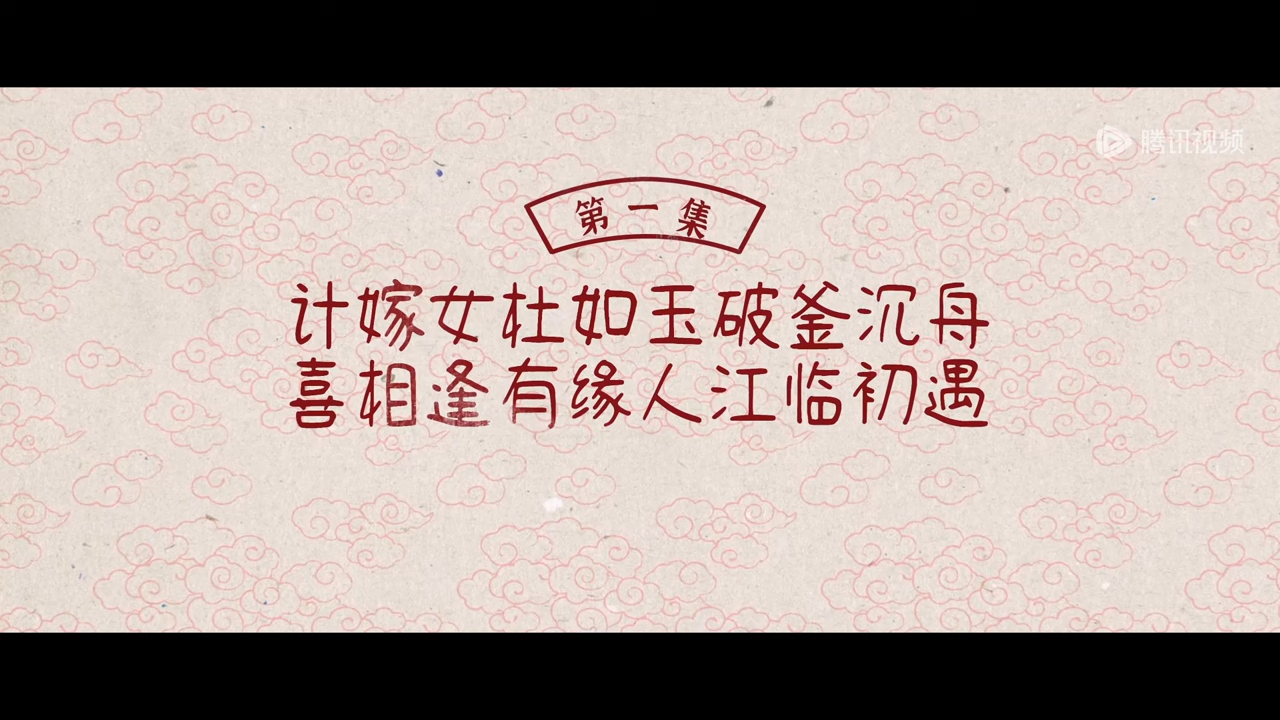 腾讯视频
第一集
计嫁女杜如玉破釜沉舟
喜相逢有缘人江临初遇